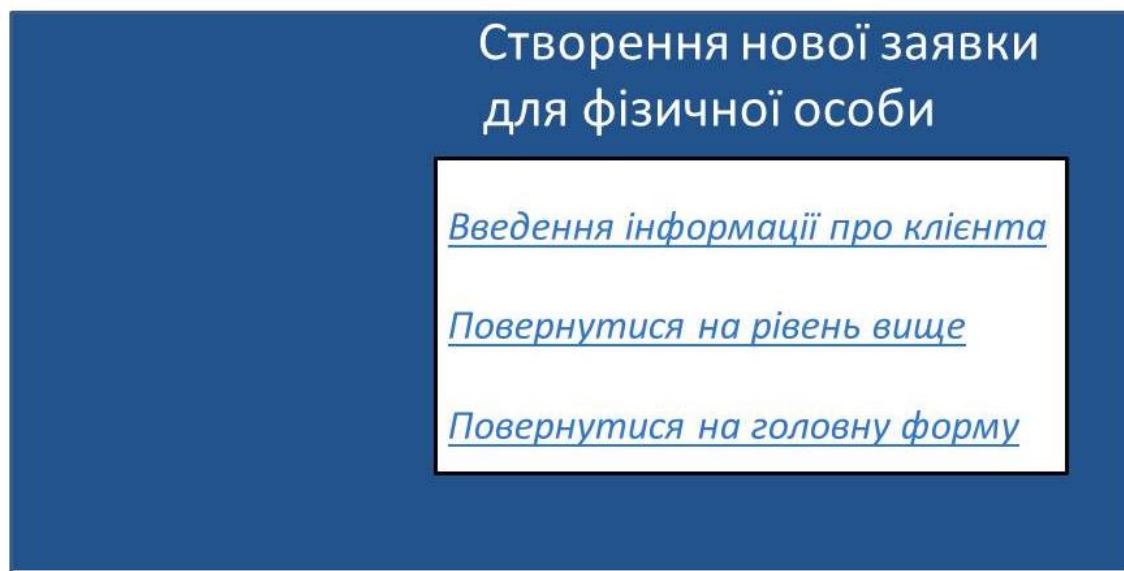 Створення нової заявки
для фізичної особи
Введення інформації про клієнта
Повернутися на рівень вище
Повернутися на головну форму